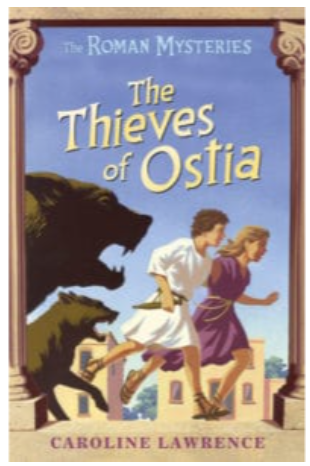 The ROMAN MYSTERIES
The
Thieves
of Ostia
CAROLINE LAWRENCE